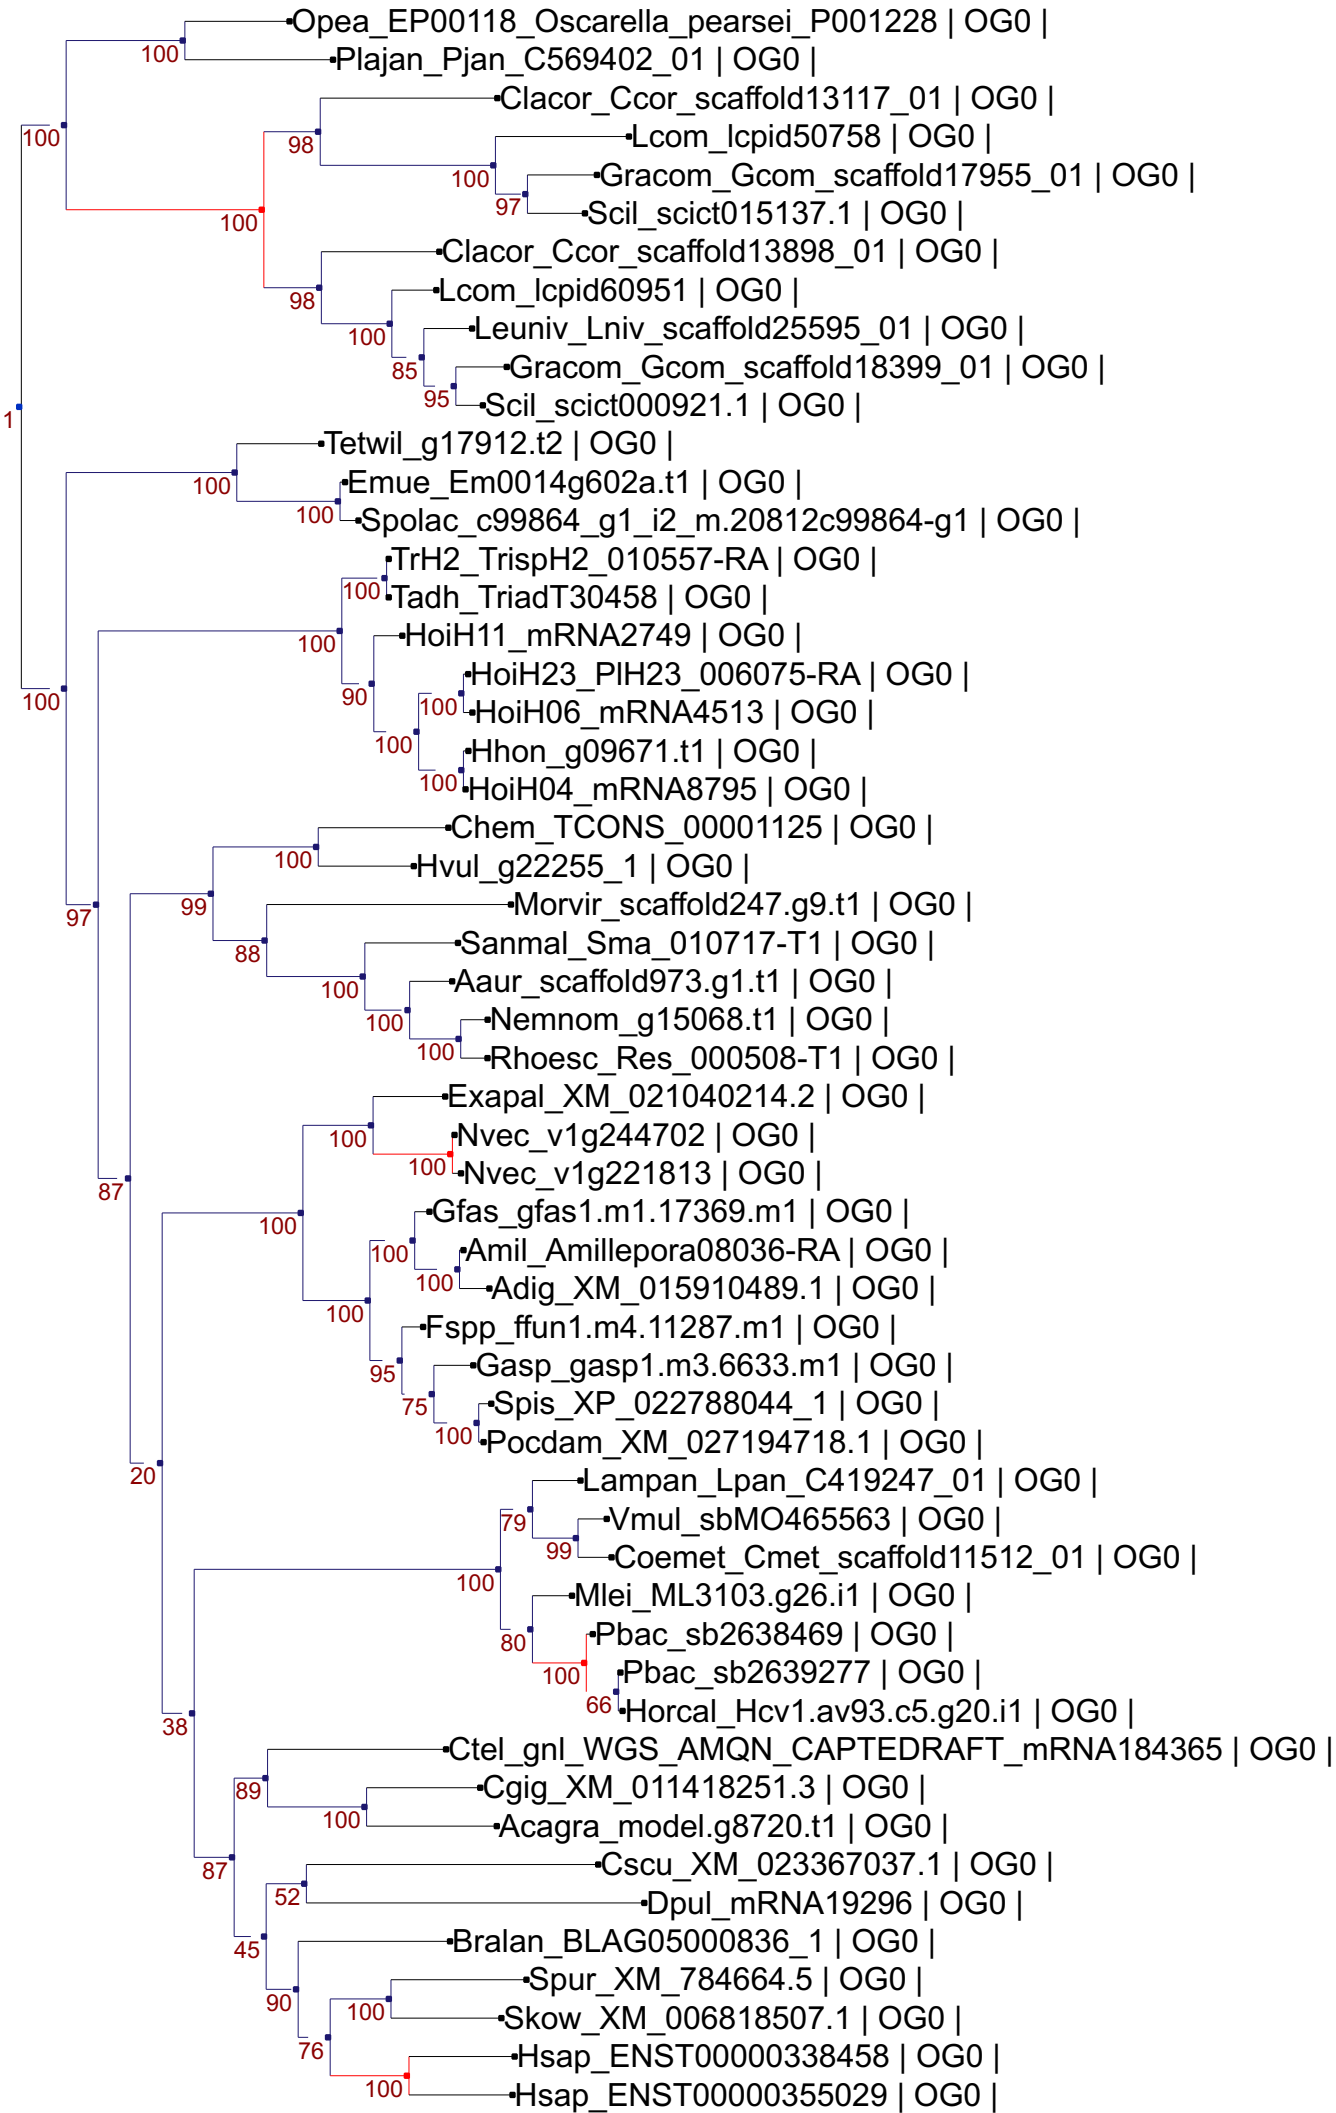 Opea_EP00118_Oscarella_pearsei_P001228 | OG0 |
100
Plajan_Pjan_C569402_01 | OG0 |
Clacor_Ccor_scaffold13117_01 | OG0 |
100
98
Lcom_lcpid50758 | OG0 |
100
Gracom_Gcom_scaffold17955_01 | OG0 |
97
Scil_scict015137.1 | OG0 |
100
Clacor_Ccor_scaffold13898_01 | OG0 |
98
Lcom_lcpid60951 | OG0 |
100
Leuniv_Lniv_scaffold25595_01 | OG0 |
85
Gracom_Gcom_scaffold18399_01 | OG0 |
95
Scil_scict000921.1 | OG0 |
1
Tetwil_g17912.t2 | OG0 |
100
Emue_Em0014g602a.t1 | OG0 |
100
Spolac_c99864_g1_i2_m.20812c99864-g1 | OG0 |
TrH2_TrispH2_010557-RA | OG0 |
100
Tadh_TriadT30458 | OG0 |
100
HoiH11_mRNA2749 | OG0 |
HoiH23_PlH23_006075-RA | OG0 |
100
90
100
HoiH06_mRNA4513 | OG0 |
100
Hhon_g09671.t1 | OG0 |
100
HoiH04_mRNA8795 | OG0 |
Chem_TCONS_00001125 | OG0 |
100
Hvul_g22255_1 | OG0 |
99
97
Morvir_scaffold247.g9.t1 | OG0 |
88
Sanmal_Sma_010717-T1 | OG0 |
100
Aaur_scaffold973.g1.t1 | OG0 |
100
Nemnom_g15068.t1 | OG0 |
100
Rhoesc_Res_000508-T1 | OG0 |
Exapal_XM_021040214.2 | OG0 |
100
Nvec_v1g244702 | OG0 |
100
Nvec_v1g221813 | OG0 |
87
100
Gfas_gfas1.m1.17369.m1 | OG0 |
100
Amil_Amillepora08036-RA | OG0 |
100
Adig_XM_015910489.1 | OG0 |
100
Fspp_ffun1.m4.11287.m1 | OG0 |
95
Gasp_gasp1.m3.6633.m1 | OG0 |
75
Spis_XP_022788044_1 | OG0 |
100
Pocdam_XM_027194718.1 | OG0 |
20
Lampan_Lpan_C419247_01 | OG0 |
79
Vmul_sbMO465563 | OG0 |
99
Coemet_Cmet_scaffold11512_01 | OG0 |
100
Mlei_ML3103.g26.i1 | OG0 |
80
Pbac_sb2638469 | OG0 |
100
Pbac_sb2639277 | OG0 |
66
Horcal_Hcv1.av93.c5.g20.i1 | OG0 |
38
Ctel_gnl_WGS_AMQN_CAPTEDRAFT_mRNA184365 | OG0 |
89
Cgig_XM_011418251.3 | OG0 |
100
Acagra_model.g8720.t1 | OG0 |
87
Cscu_XM_023367037.1 | OG0 |
52
Dpul_mRNA19296 | OG0 |
45
Bralan_BLAG05000836_1 | OG0 |
90
Spur_XM_784664.5 | OG0 |
100
Skow_XM_006818507.1 | OG0 |
76
Hsap_ENST00000338458 | OG0 |
100
Hsap_ENST00000355029 | OG0 |